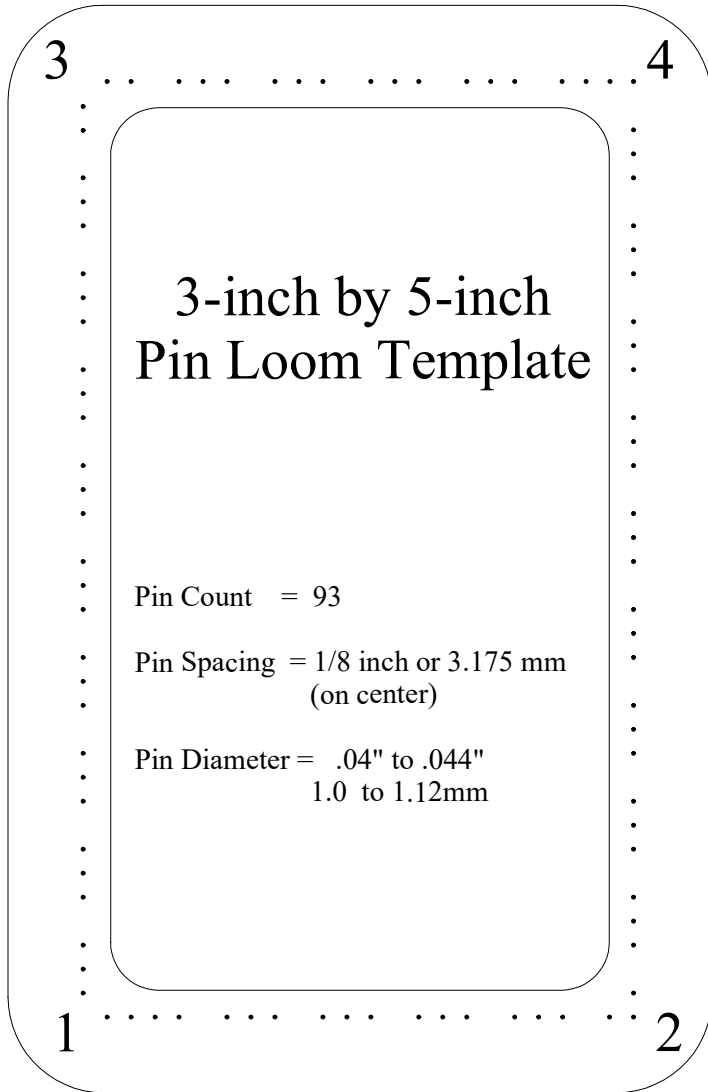 3
4
3-inch by 5-inch
Pin Loom Template
Pin Count = 93
Pin Spacing = 1/8 inch or 3.175 mm
(on center)
Pin Diameter = .04" to .044"
1.0 to 1.12mm
1
2